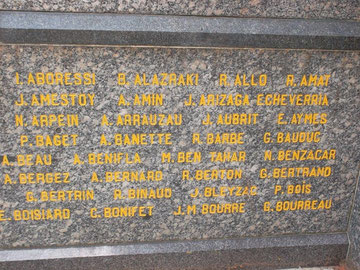 I. ABORESSI S. ALAZRAKI R. ALLO R. AMAT
J. AMESTOY A. AMIN J. ARIZAGA ECHEVERRIA
N. ARPEIN A. ARRAUZAU J. AUBRIT E. AYMES
P. BAGET A. BANETTE R. BARBE G. BAUDUC
A. BEAU A. BENIFLA M. BEN TAHAR N. BENZACAR
A. BERGEZ A. BERNARD R. BERTON G. BERTRAND
G. BERTRIN R. BINAUD J. BLEYZAC P. BOIS
E. BOISIARD C. BONIFET J.M. BOURRE G. BOURREAU